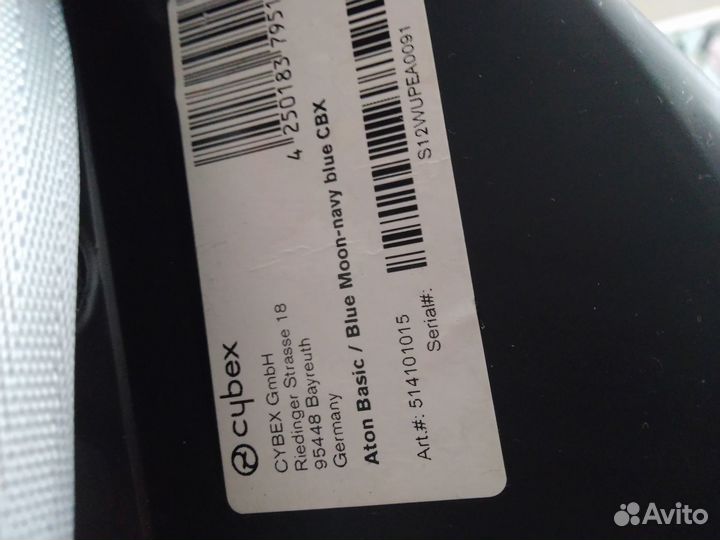 4 250183 7951
cybex
CYBEX GmbH
Riedinger Strasse 18
95448 Bayreuth
Germany
Aton Basic / Blue Moon-navy blue CBX
Art.#: 514101015
Serial#:
S12WUPEA0091
Avito